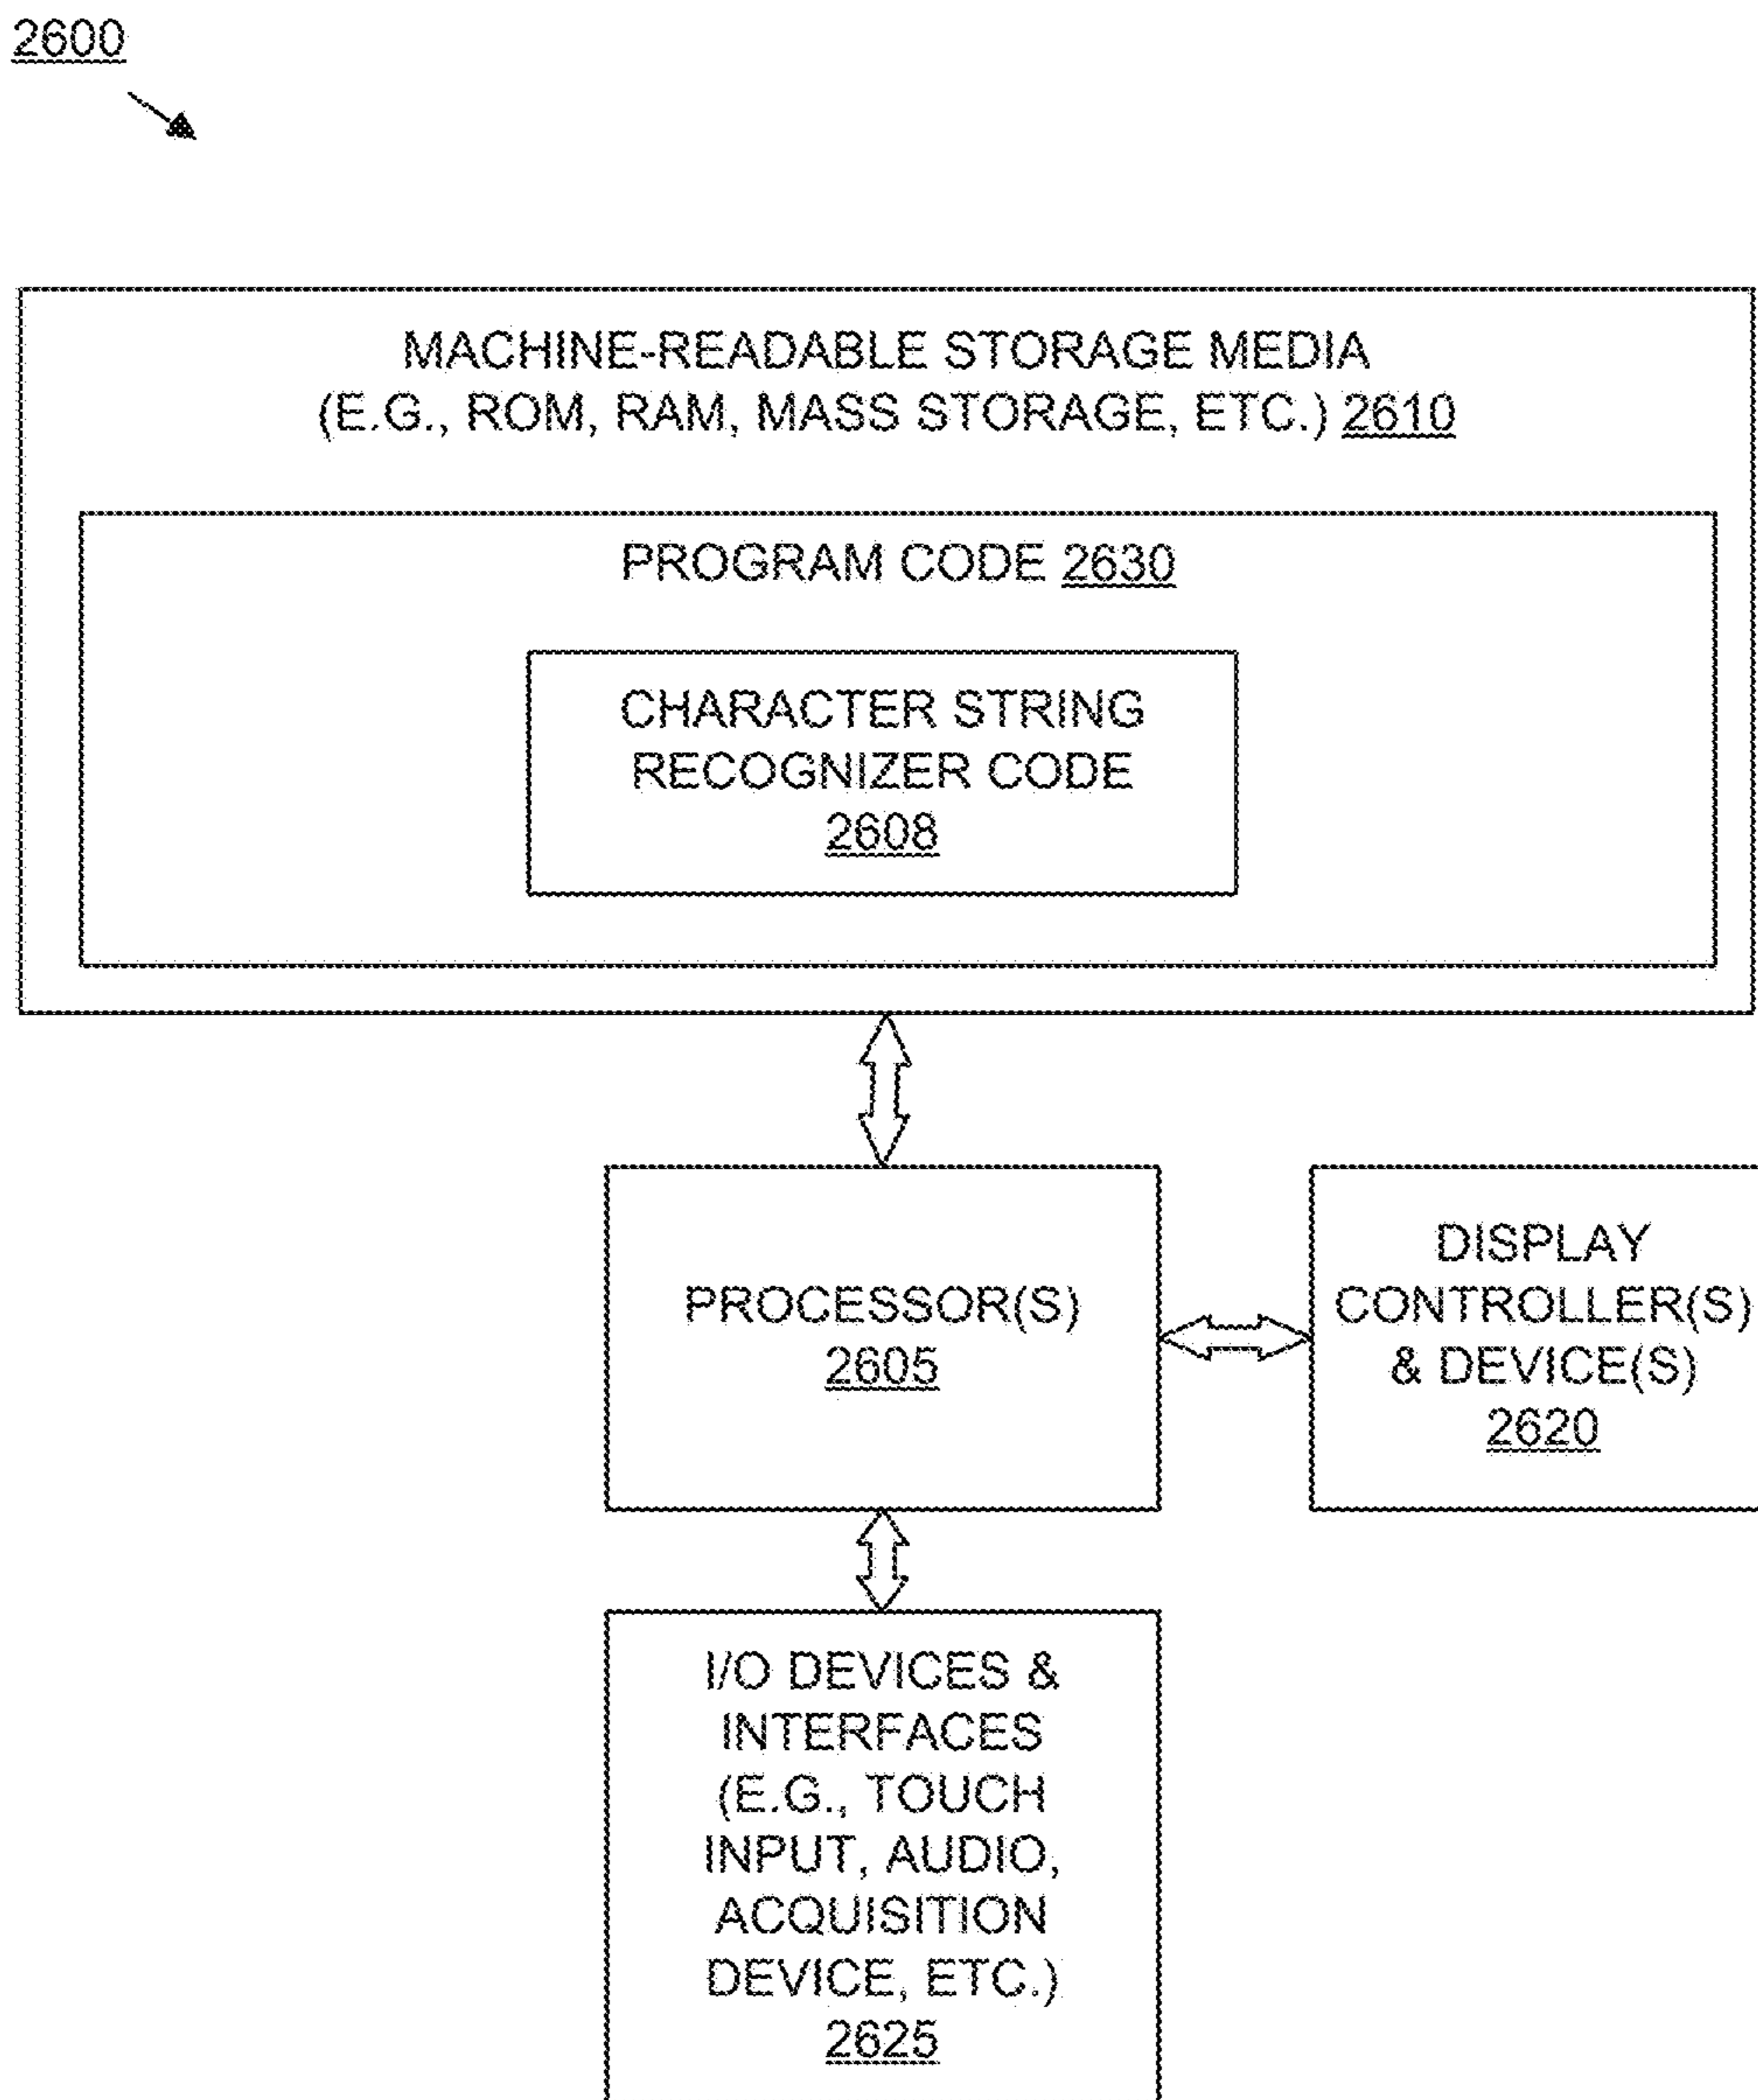 2600
MACHINE-READABLE STORAGE MEDIA
(E.G., ROM, RAM, MASS STORAGE, ETC.) 2610
PROGRAM CODE 2630
CHARACTER STRING
RECOGNIZER CODE
2608
PROCESSOR(S)
2605
DISPLAY
CONTROLLER(S)
& DEVICE(S)
2620
I/O DEVICES &
INTERFACES
(E.G., TOUCH
INPUT, AUDIO,
ACQUISITION
DEVICE, ETC.)
2625